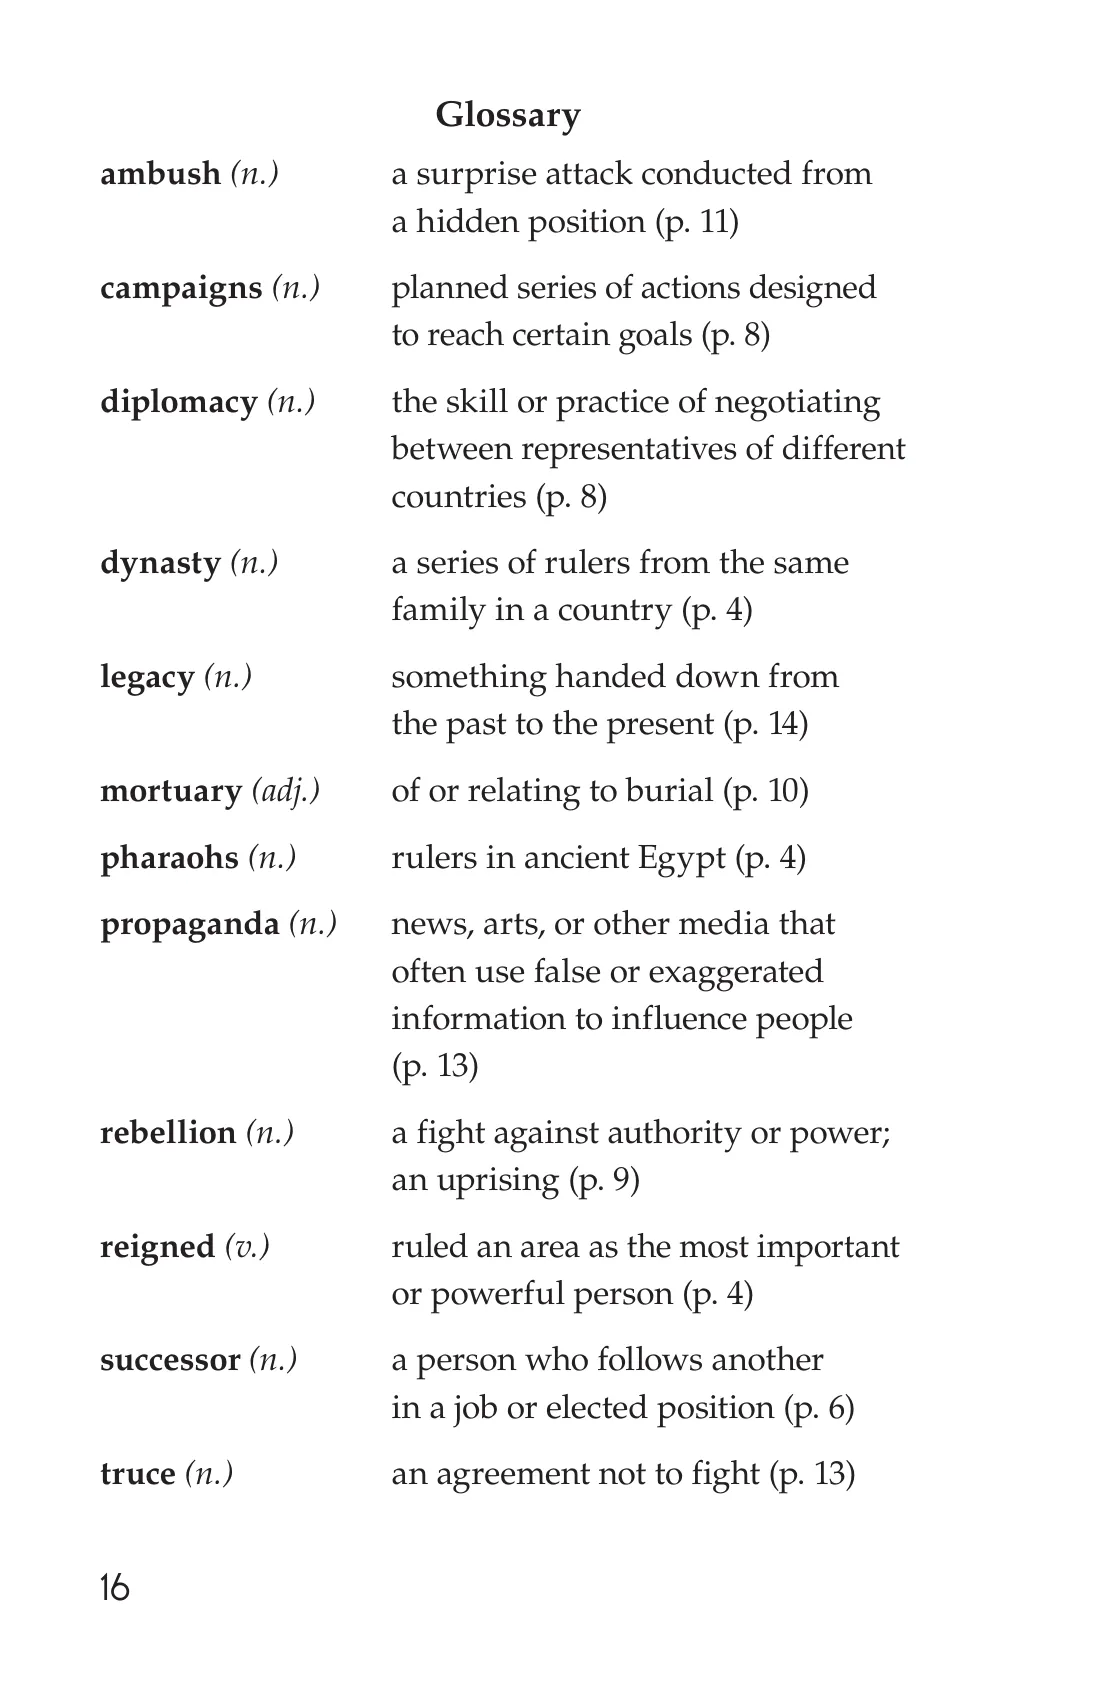 Glossary
ambush (n.) a surprise attack conducted from
a hidden position (p. 11)
campaigns (n.) planned series of actions designed
to reach certain goals (p. 8)
diplomacy (n.) the skill or practice of negotiating
between representatives of different
countries (p. 8)
dynasty (n.) a series of rulers from the same
family in a country (p. 4)
legacy (n.) something handed down from
the past to the present (p. 14)
mortuary (adj.) of or relating to burial (p. 10)
pharaohs (n.) rulers in ancient Egypt (p. 4)
propaganda (n.) news, arts, or other media that
often use false or exaggerated
information to influence people
(p. 13)
rebellion (n.) a fight against authority or power;
an uprising (p. 9)
reigned (v.) ruled an area as the most important
or powerful person (p. 4)
successor (n.) a person who follows another
in a job or elected position (p. 6)
truce (n.) an agreement not to fight (p. 13)
16